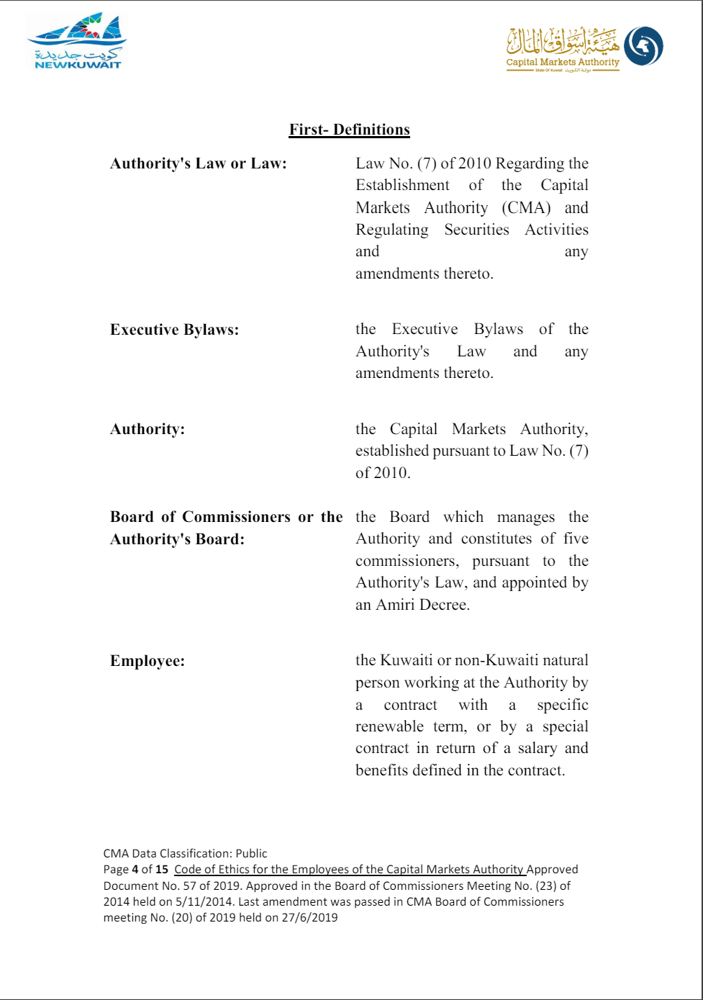 كويت جديدة
NEWKUWAIT
هيئة أسواق المال
Capital Markets Authority
State Of Kuwait دولة الكويت
First- Definitions
Authority's Law or Law:
Law No. (7) of 2010 Regarding the
Establishment of the Capital
Markets Authority (CMA) and
Regulating Securities Activities
and any
amendments thereto.
Executive Bylaws:
the Executive Bylaws of the
Authority's Law and any
amendments thereto.
Authority:
the Capital Markets Authority,
established pursuant to Law No. (7)
of 2010.
Board of Commissioners or the
Authority's Board:
the Board which manages the
Authority and constitutes of five
commissioners, pursuant to the
Authority's Law, and appointed by
an Amiri Decree.
Employee:
the Kuwaiti or non-Kuwaiti natural
person working at the Authority by
a contract with a specific
renewable term, or by a special
contract in return of a salary and
benefits defined in the contract.
CMA Data Classification: Public
Page 4 of 15 Code of Ethics for the Employees of the Capital Markets Authority Approved
Document No. 57 of 2019. Approved in the Board of Commissioners Meeting No. (23) of
2014 held on 5/11/2014. Last amendment was passed in CMA Board of Commissioners
meeting No. (20) of 2019 held on 27/6/2019